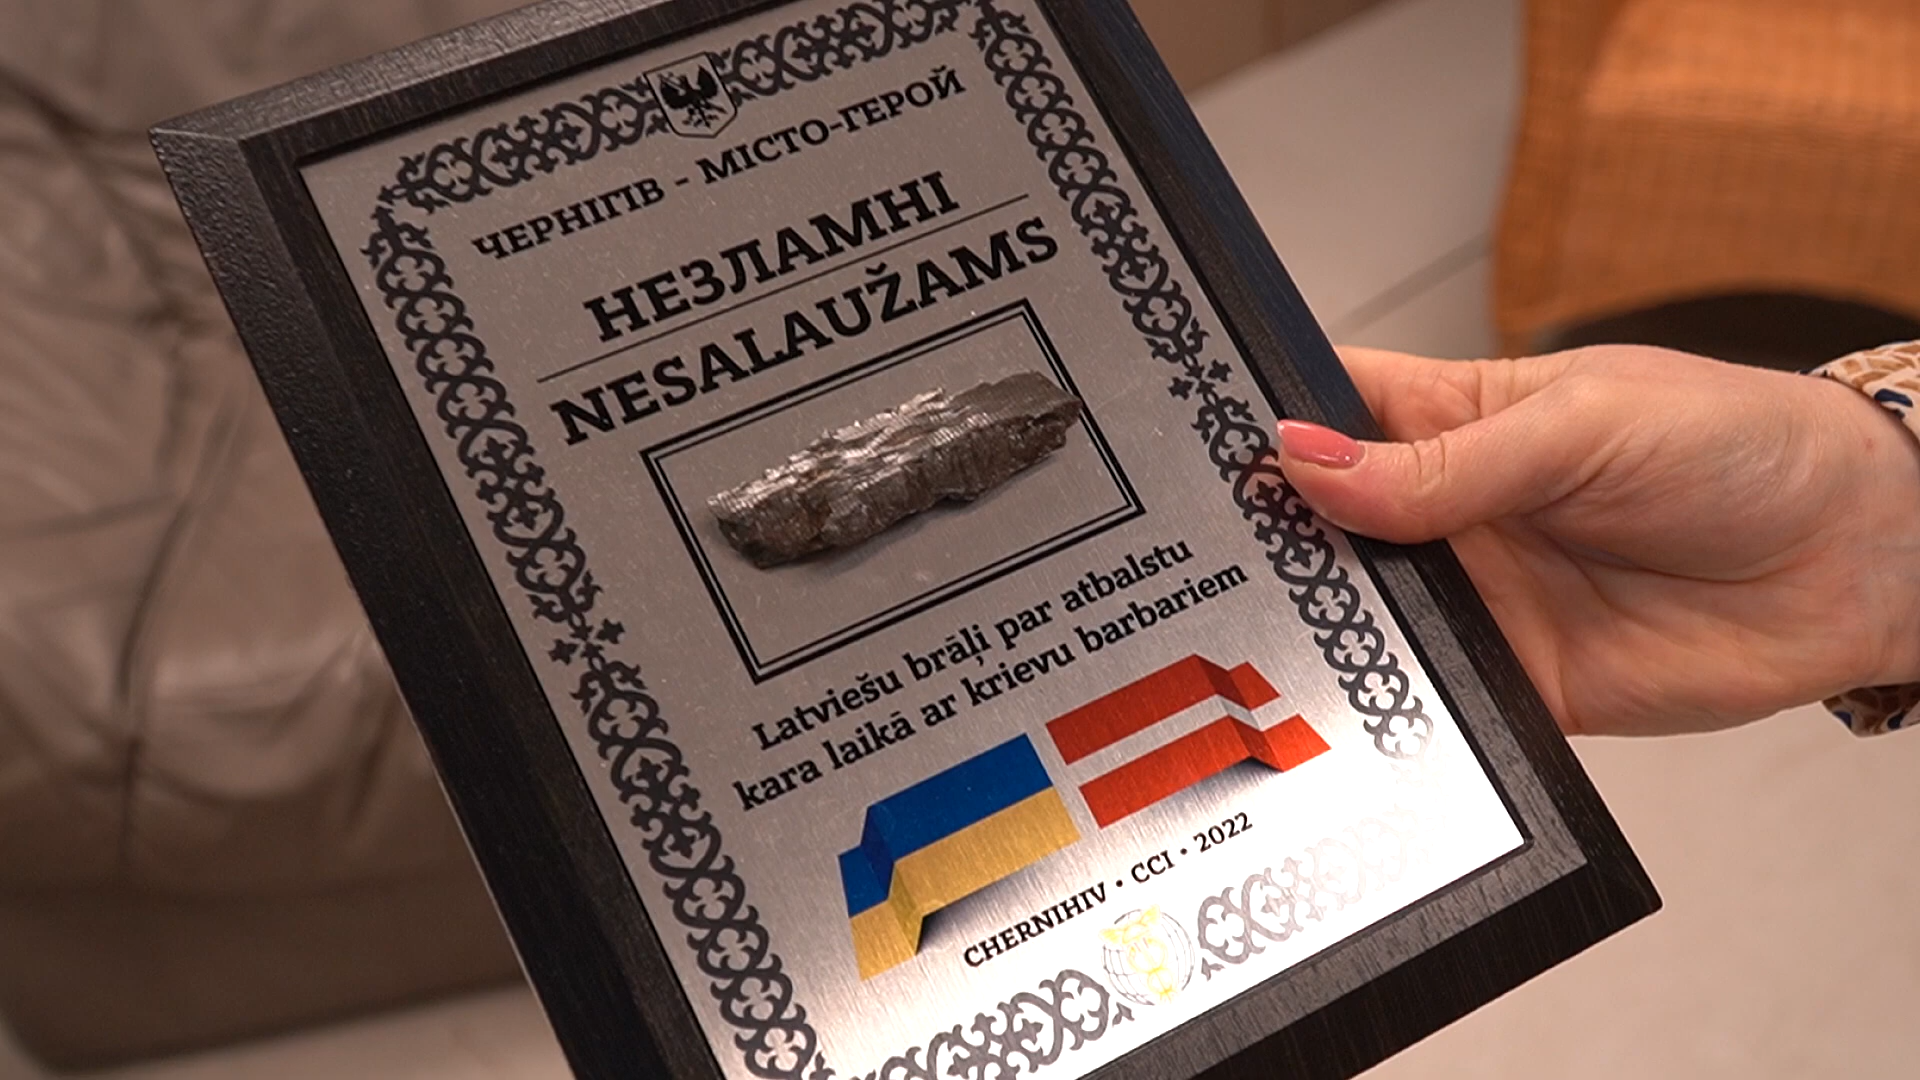 ЧЕРНІГІВ - МІСТО-ГЕРОЙ
НЕЗЛАМНІ
NESALAUŽAMS
Latviešu brāļi par atbalstu
kara laikā ar krievu barbariem
CHERNIHIV • CCI • 2022